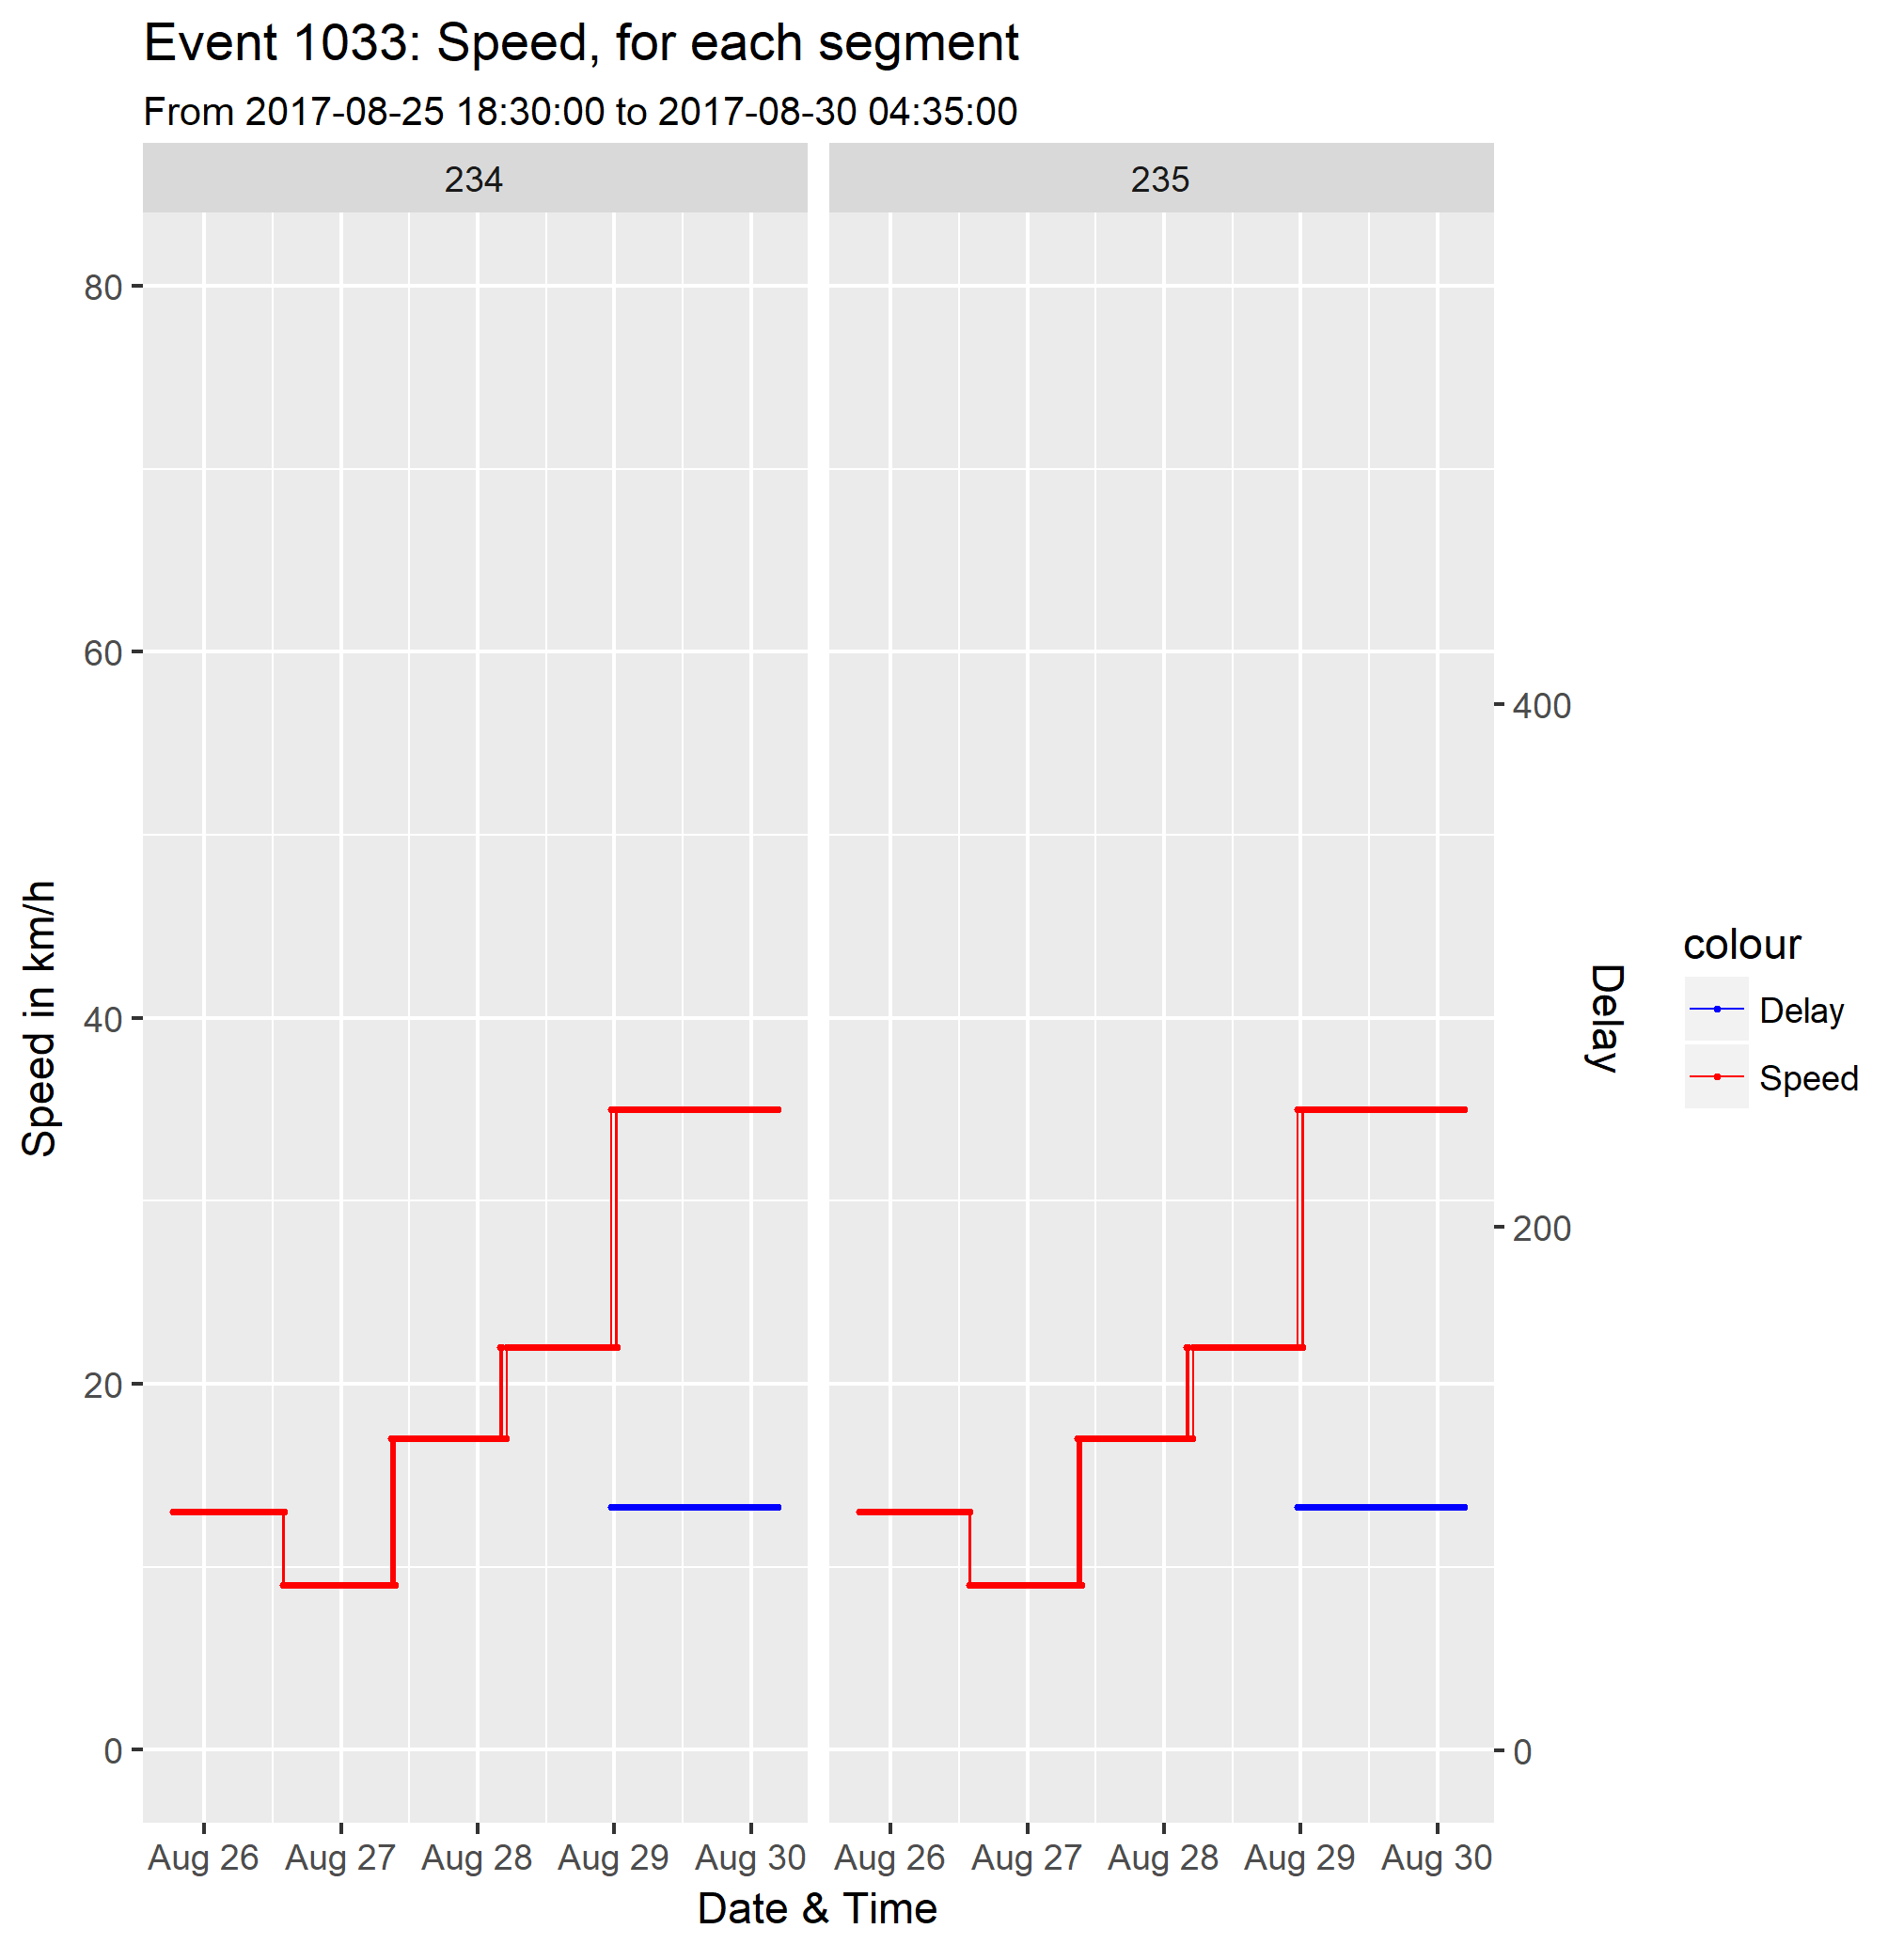 Event 1033: Speed, for each segment
From 2017-08-25 18:30:00 to 2017-08-30 04:35:00
234 235
80
60
40
20
0
Speed in km/h
400
200
0
Delay
colour
Delay
Speed
Aug 26 Aug 27 Aug 28 Aug 29 Aug 30 Aug 26 Aug 27 Aug 28 Aug 29 Aug 30
Date & Time